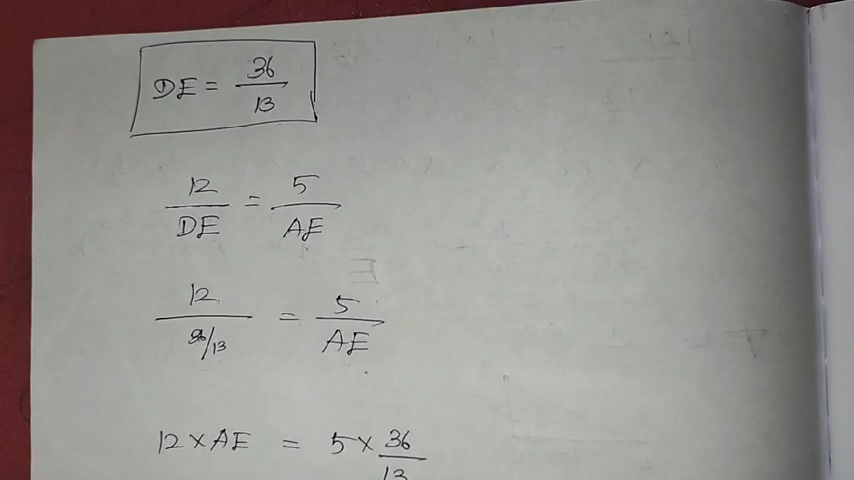 DE = 36/13
12/DE = 5/AE
12/(36/13) = 5/AE
12 × AE = 5 × 36/13